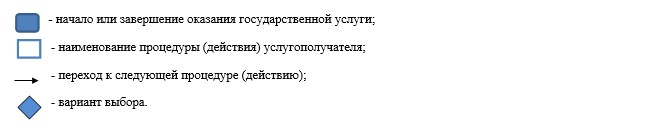 - начало или завершение оказания государственной услуги;
- наименование процедуры (действия) услугополучателя;
- переход к следующей процедуре (действию);
- вариант выбора.